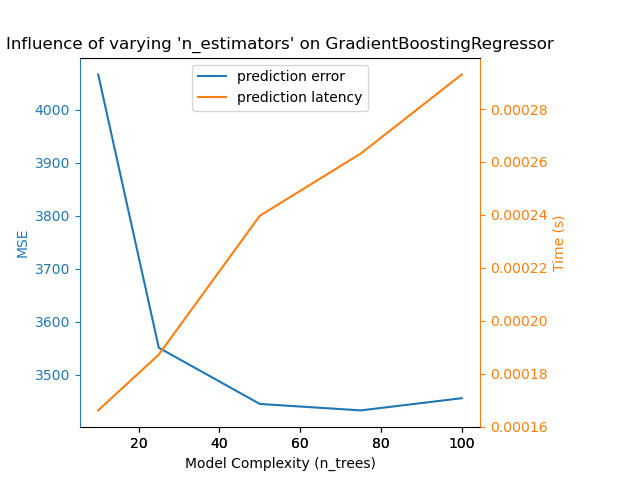 Influence of varying 'n_estimators' on GradientBoostingRegressor
prediction error
prediction latency
4000
3900
3800
3700
3600
3500
MSE
0.00028
0.00026
0.00024
0.00022
0.00020
0.00018
0.00016
Time (s)
20 40 60 80 100
Model Complexity (n_trees)